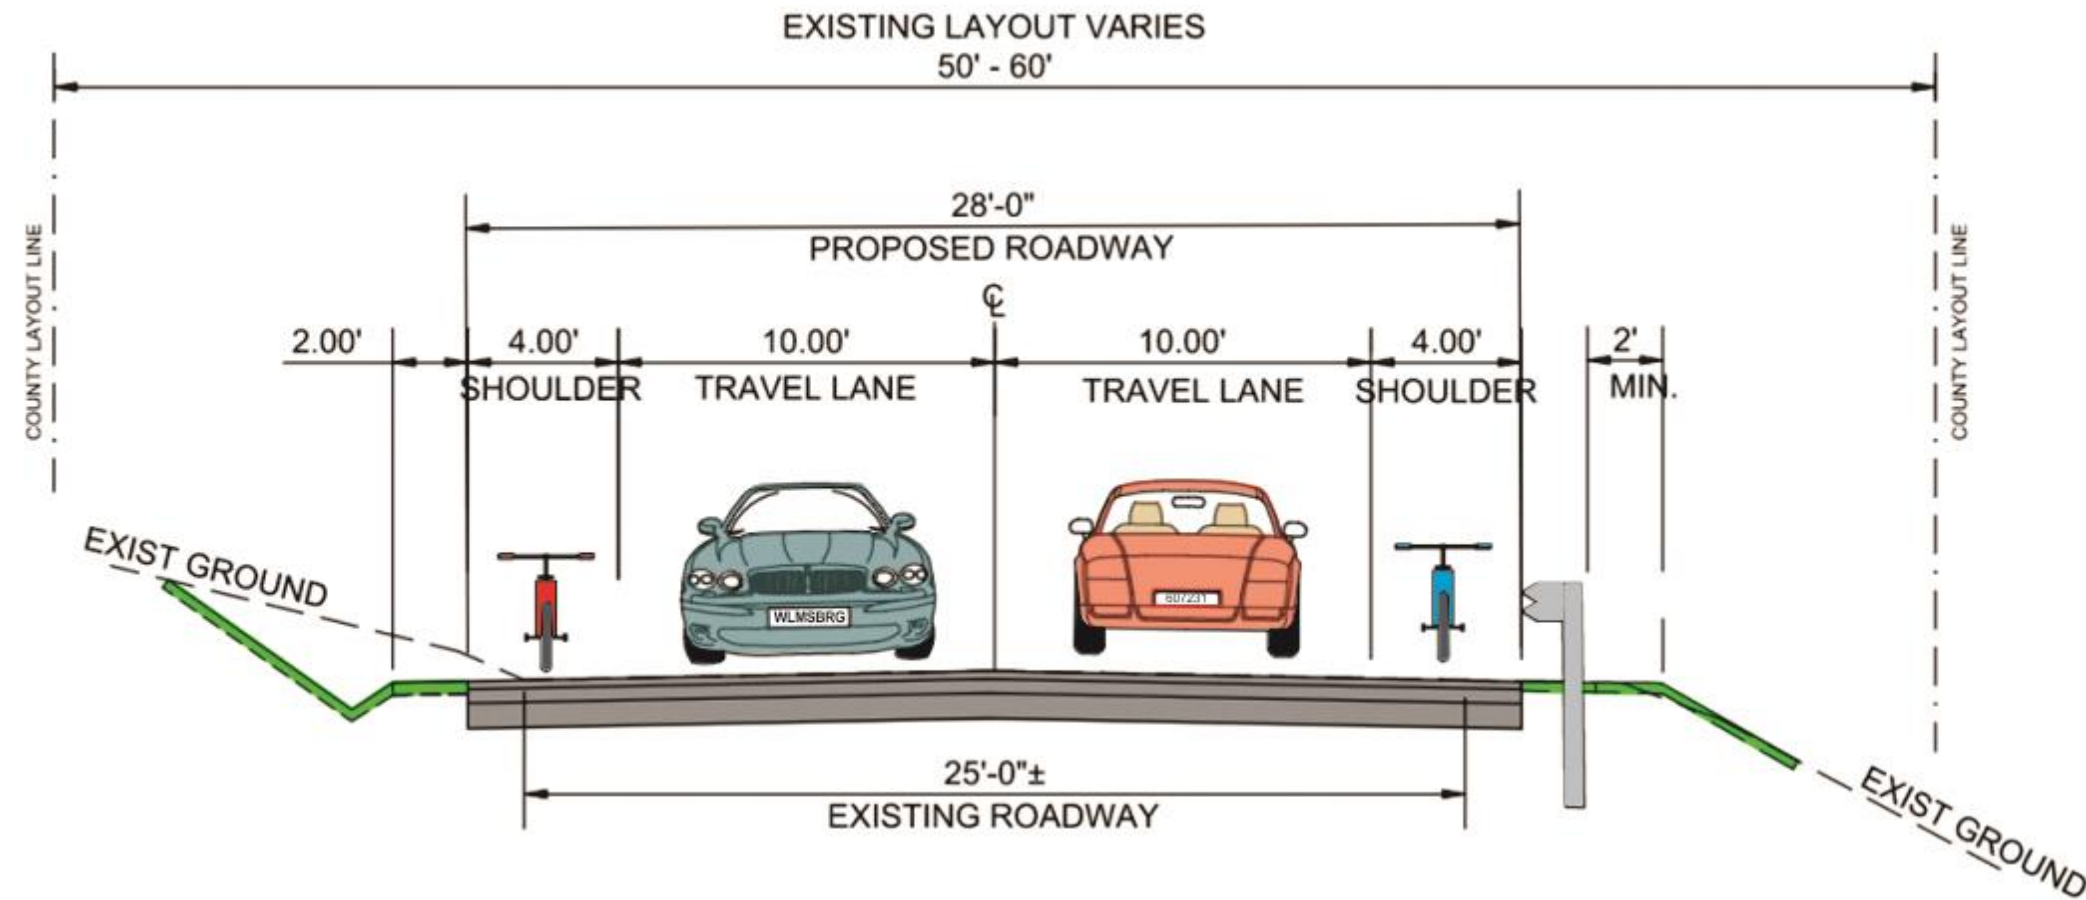 EXISTING LAYOUT VARIES
50' - 60'
28'-0"
PROPOSED ROADWAY
℄
2.00'
4.00'
10.00'
10.00'
4.00'
2'
SHOULDER
TRAVEL LANE
TRAVEL LANE
SHOULDER
MIN.
COUNTY LAYOUT LINE
COUNTY LAYOUT LINE
EXIST GROUND
WLMSBRG
607231
25'-0"±
EXISTING ROADWAY
EXIST GROUND